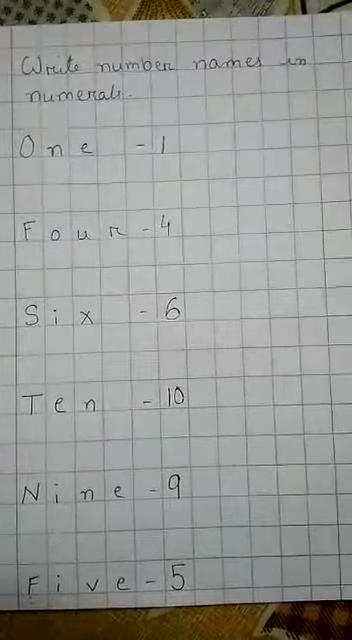 Write number names in
numerals.
One - 1
Four - 4
Six - 6
Ten - 10
Nine - 9
Five - 5